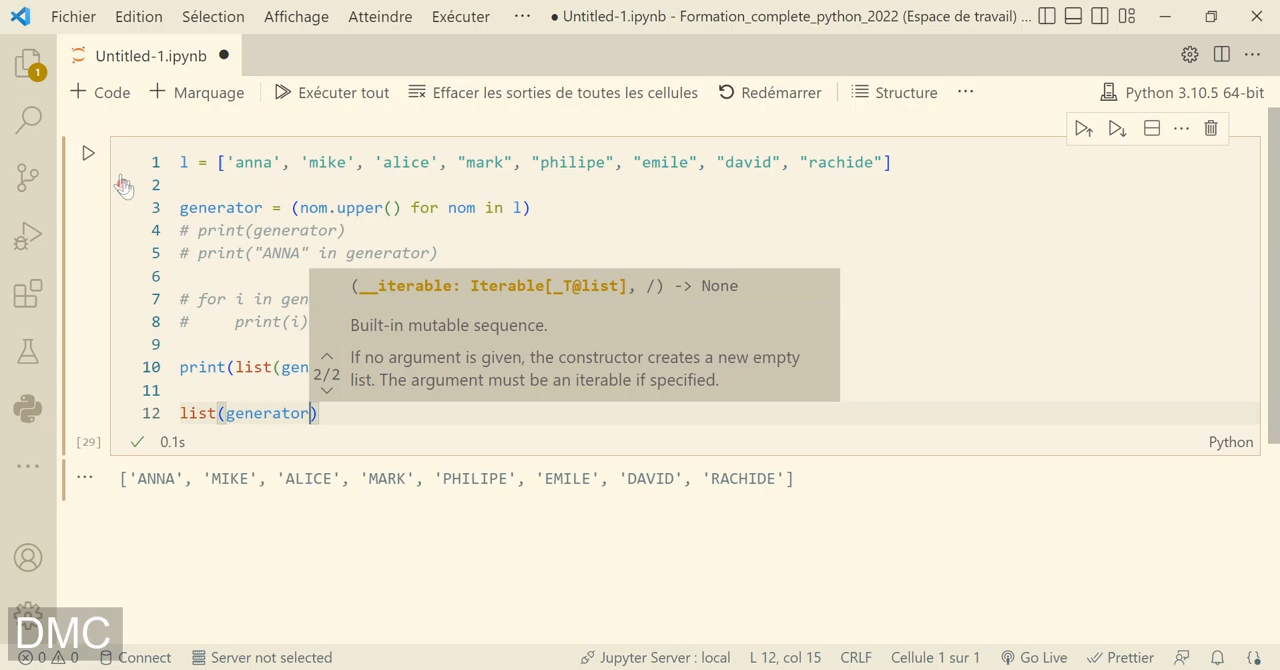 Fichier Edition Sélection Affichage Atteindre Exécuter ··· ● Untitled-1.ipynb - Formation_complete_python_2022 (Espace de travail) ...
1 Untitled-1.ipynb ●
+ Code + Marquage Exécuter tout Effacer les sorties de toutes les cellules Redémarrer Structure ··· Python 3.10.5 64-bit
1 l = ['anna', 'mike', 'alice', "mark", "philipe", "emile", "david", "rachide"]
2
3 generator = (nom.upper() for nom in l)
4 # print(generator)
5 # print("ANNA" in generator)
6
(__iterable: Iterable[_T@list], /) -> None
7 # for i in gen
Built-in mutable sequence.
8 #     print(i)
9
If no argument is given, the constructor creates a new empty
10 print(list(gen
2/2
list. The argument must be an iterable if specified.
11
12 list(generator)
[29] ✓ 0.1s Python
··· ['ANNA', 'MIKE', 'ALICE', 'MARK', 'PHILIPE', 'EMILE', 'DAVID', 'RACHIDE']
DMC
0 0 Connect Server not selected Jupyter Server : local L 12, col 15 CRLF Cellule 1 sur 1 Go Live Prettier